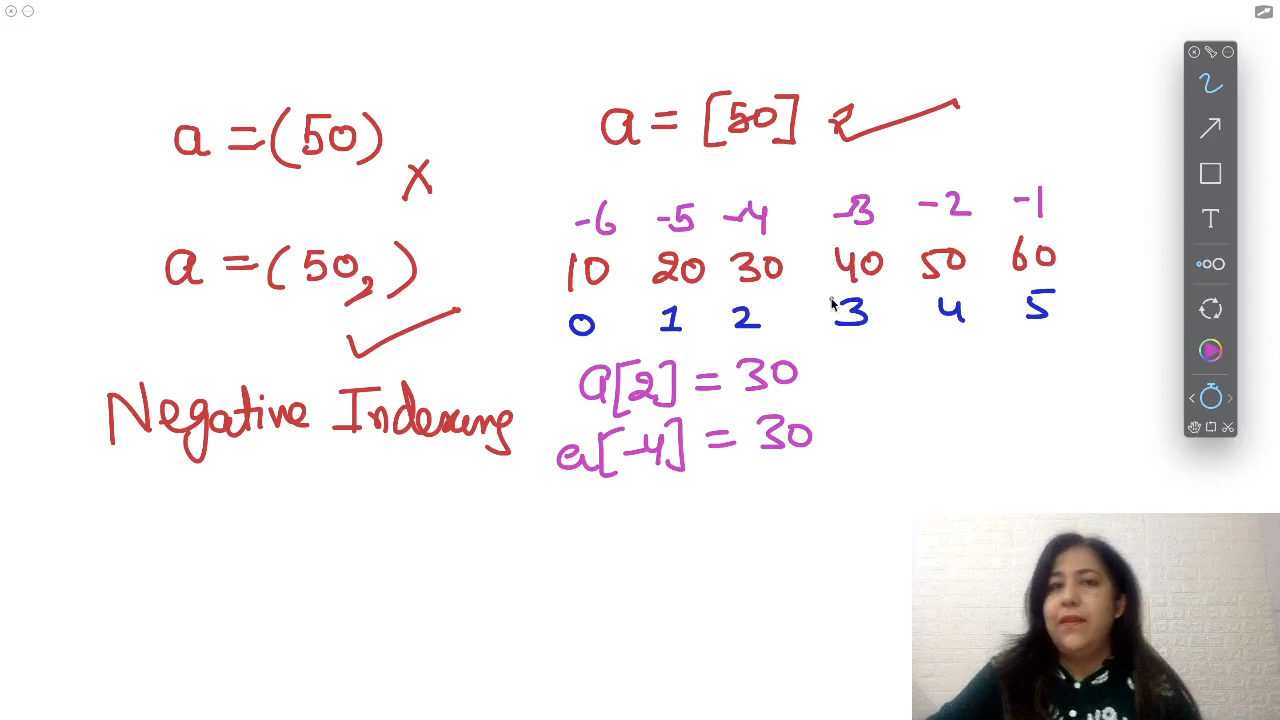 a = (50)
x
a = (50,)
Negative Indexing
a = [50]
-6 -5 -4 -3 -2 -1
10 20 30 40 50 60
0 1 2 3 4 5
a[2] = 30
a[-4] = 30
T